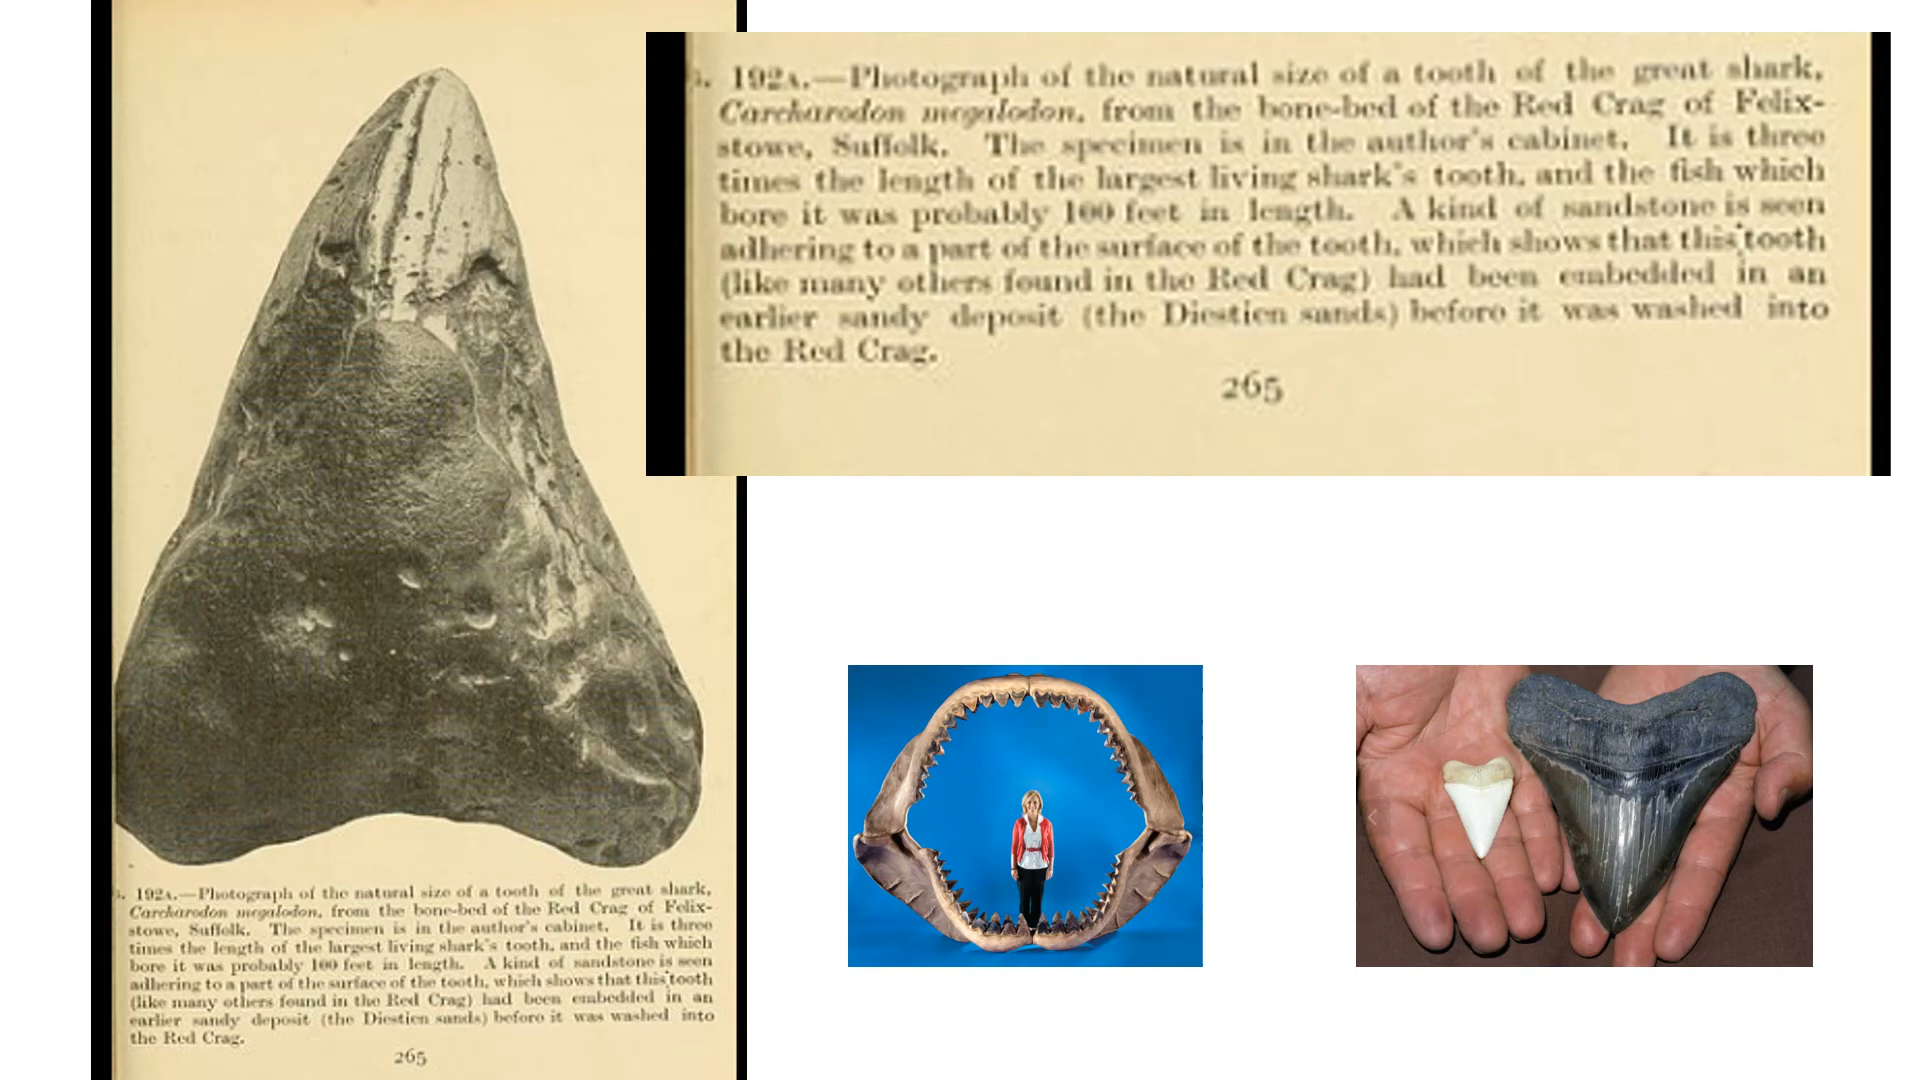 s. 192A.—Photograph of the natural size of a tooth of the great shark,
Carcharodon megalodon, from the bone-bed of the Red Crag of Felix-
stowe, Suffolk. The specimen is in the author's cabinet. It is three
times the length of the largest living shark's tooth, and the fish which
bore it was probably 100 feet in length. A kind of sandstone is seen
adhering to a part of the surface of the tooth, which shows that this tooth
(like many others found in the Red Crag) had been embedded in an
earlier sandy deposit (the Diestien sands) before it was washed into
the Red Crag.
265
192A.—Photograph of the natural size of a tooth of the great shark,
Carcharodon megalodon, from the bone-bed of the Red Crag of Felix-
stowe, Suffolk. The specimen is in the author's cabinet. It is three
times the length of the largest living shark's tooth, and the fish which
bore it was probably 100 feet in length. A kind of sandstone is seen
adhering to a part of the surface of the tooth, which shows that this tooth
(like many others found in the Red Crag) had been embedded in an
earlier sandy deposit (the Diestien sands) before it was washed into
the Red Crag.
265